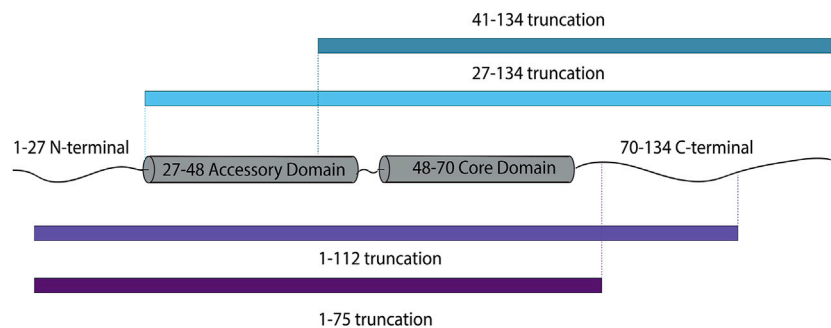 41-134 truncation
27-134 truncation
1-27 N-terminal
70-134 C-terminal
27-48 Accessory Domain
48-70 Core Domain
1-112 truncation
1-75 truncation